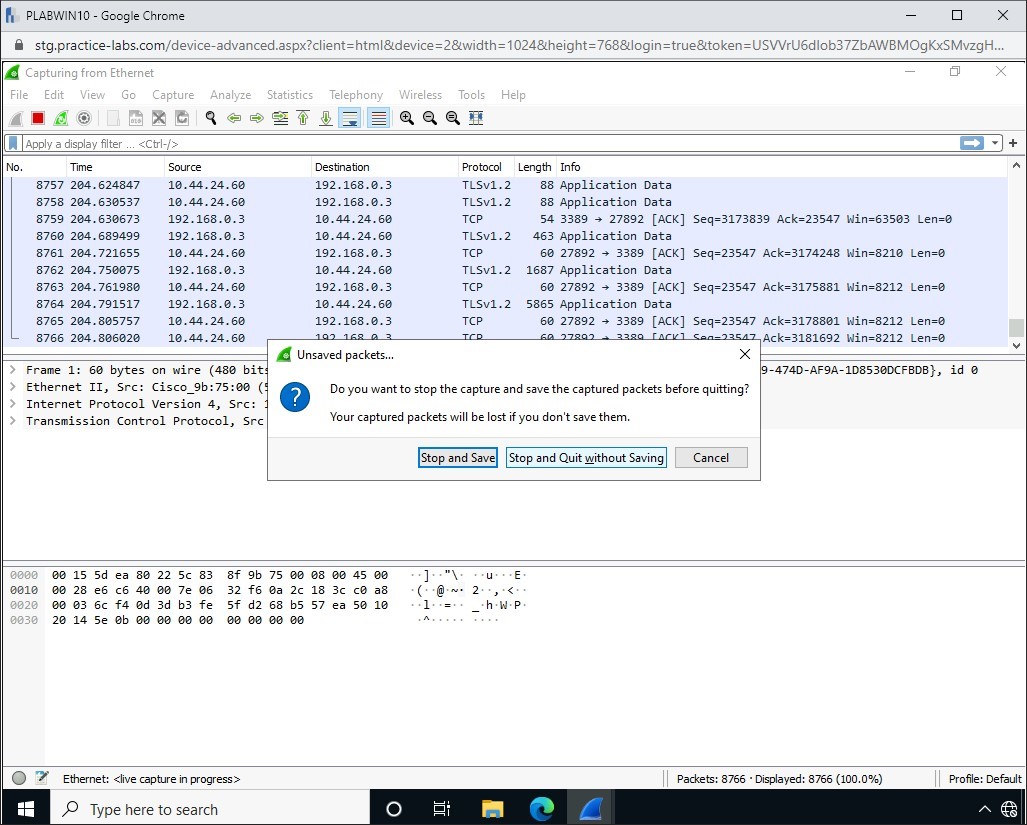 PLABWIN10 - Google Chrome
stg.practice-labs.com/device-advanced.aspx?client=html&device=2&width=1024&height=768&login=true&token=USVVrU6dIob37ZbAWBMOgKxSMvzgH...
Capturing from Ethernet
File Edit View Go Capture Analyze Statistics Telephony Wireless Tools Help
Apply a display filter ... <Ctrl-/>
No. Time Source Destination Protocol Length Info
8757 204.624847 10.44.24.60 192.168.0.3 TLSv1.2 88 Application Data
8758 204.630537 10.44.24.60 192.168.0.3 TLSv1.2 88 Application Data
8759 204.630673 192.168.0.3 10.44.24.60 TCP 54 3389 → 27892 [ACK] Seq=3173839 Ack=23547 Win=63503 Len=0
8760 204.689499 192.168.0.3 10.44.24.60 TLSv1.2 463 Application Data
8761 204.721655 10.44.24.60 192.168.0.3 TCP 60 27892 → 3389 [ACK] Seq=23547 Ack=3174248 Win=8210 Len=0
8762 204.750075 192.168.0.3 10.44.24.60 TLSv1.2 1687 Application Data
8763 204.761980 10.44.24.60 192.168.0.3 TCP 60 27892 → 3389 [ACK] Seq=23547 Ack=3175881 Win=8212 Len=0
8764 204.791517 192.168.0.3 10.44.24.60 TLSv1.2 5865 Application Data
8765 204.805757 10.44.24.60 192.168.0.3 TCP 60 27892 → 3389 [ACK] Seq=23547 Ack=3178801 Win=8212 Len=0
8766 204.806020 10.44.24.60 192.168.0.3 TCP 60 27892 → 3389 [ACK] Seq=23547 Ack=3181692 Win=8212 Len=0
Unsaved packets...
Do you want to stop the capture and save the captured packets before quitting?
Your captured packets will be lost if you don't save them.
Stop and Save Stop and Quit without Saving Cancel
Frame 1: 60 bytes on wire (480 bits 9-474D-AF9A-1D8530DCFBDB}, id 0
Ethernet II, Src: Cisco_9b:75:00 (5
Internet Protocol Version 4, Src: 1
Transmission Control Protocol, Src
0000 00 15 5d ea 80 22 5c 83 8f 9b 75 00 08 00 45 00 ··]··"\· ··u···E·
0010 00 28 e6 c6 40 00 7e 06 32 f6 0a 2c 18 3c c0 a8 ·(··@·~· 2··,·<··
0020 00 03 6c f4 0d 3d b3 fe 5f d2 68 b5 57 ea 50 10 ··l··=·· _·h·W·P·
0030 20 14 5e 0b 00 00 00 00 00 00 00 00 ·^····· ····
Ethernet: <live capture in progress>
Packets: 8766 · Displayed: 8766 (100.0%)
Profile: Default
Type here to search